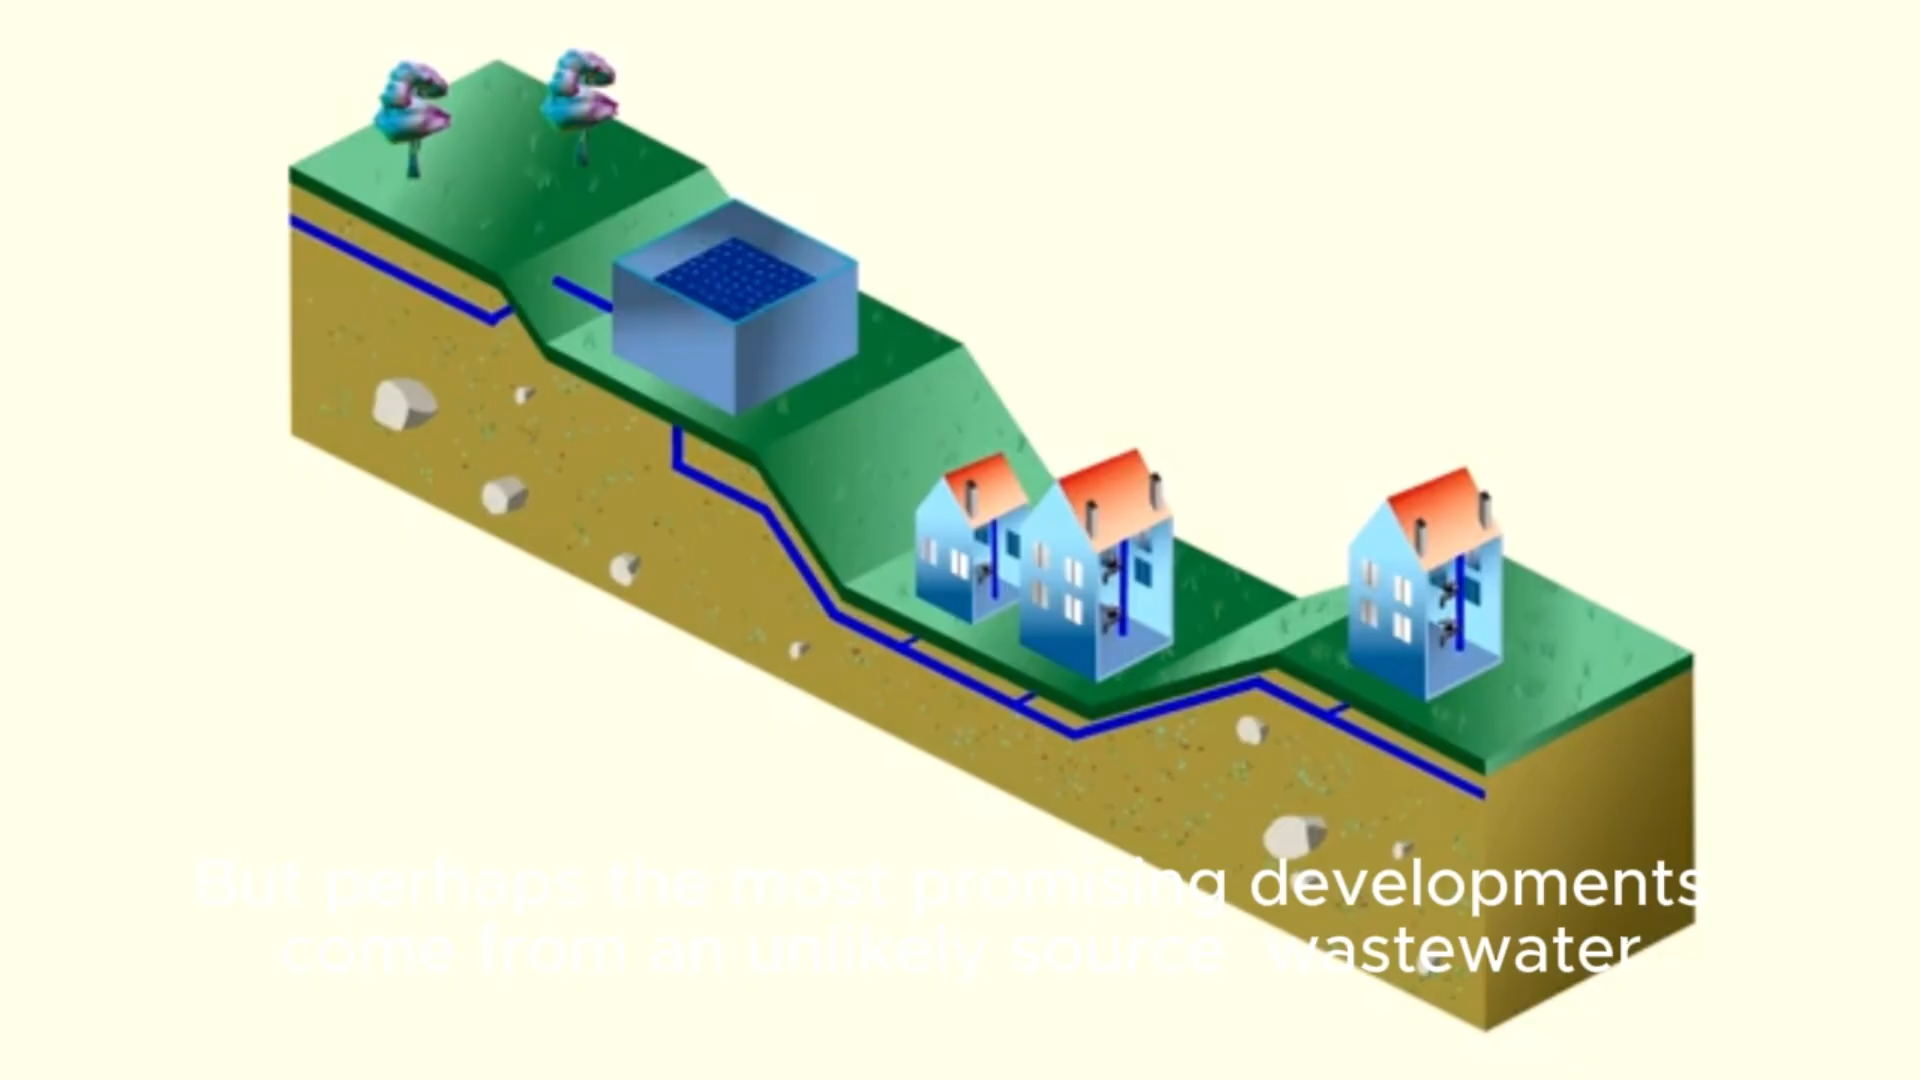 But perhaps the most promising developments
come from an unlikely source wastewater